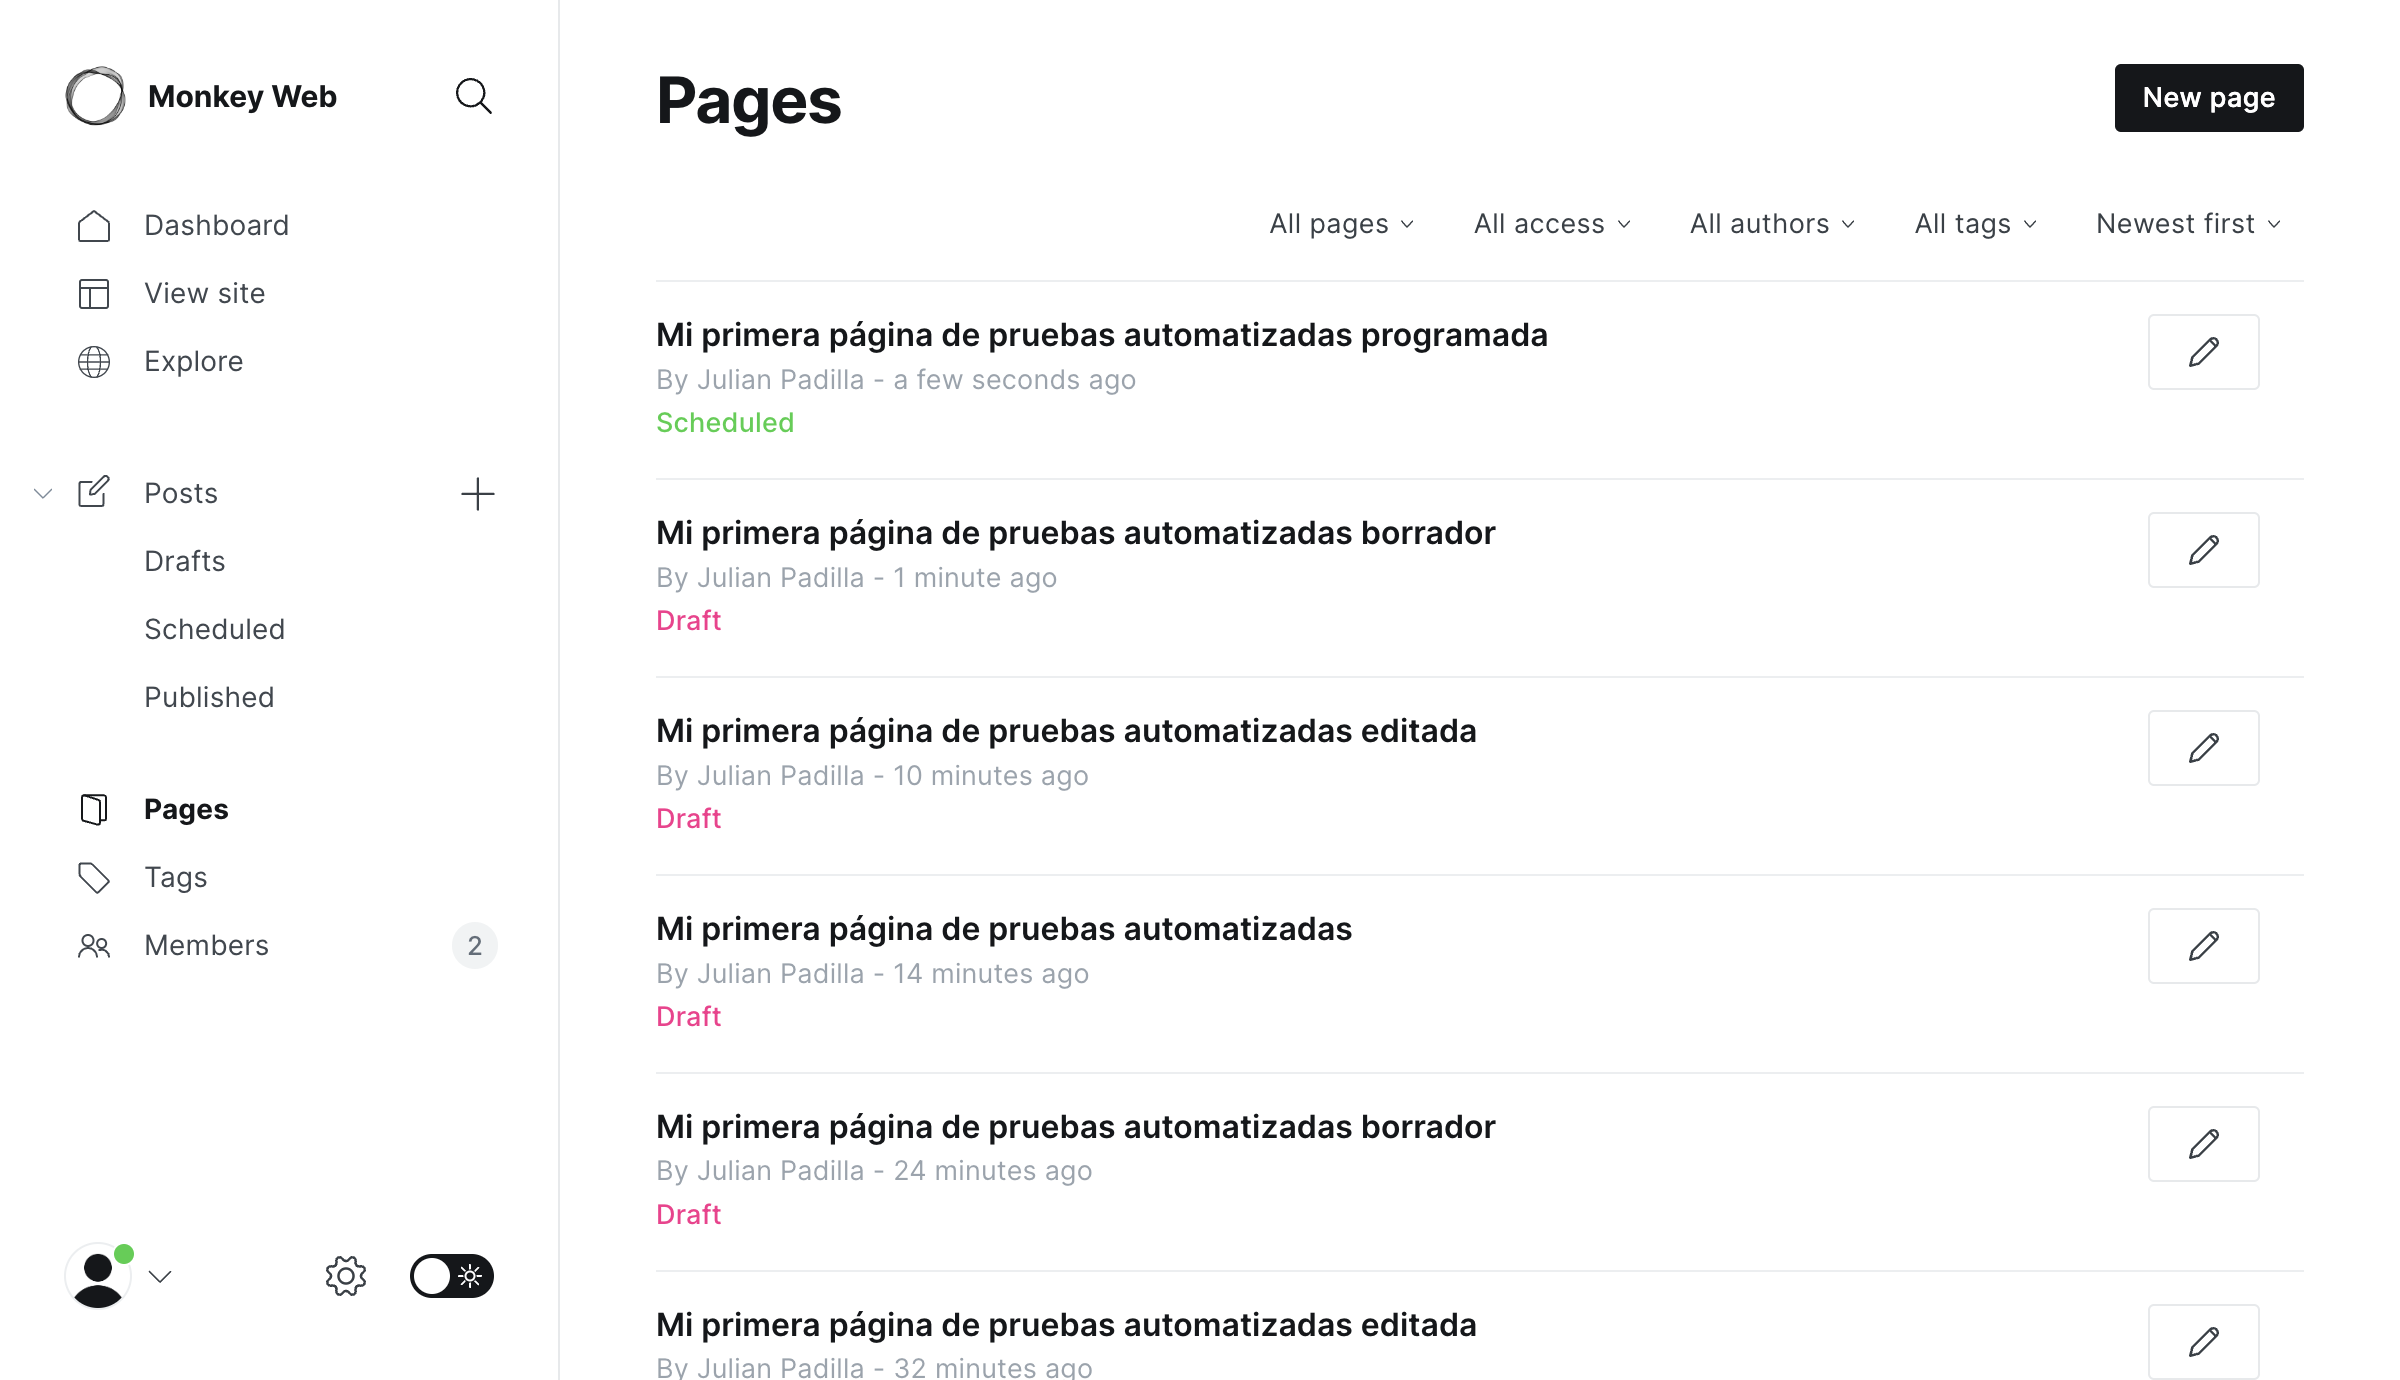 Monkey Web
Dashboard
View site
Explore
Posts
Drafts
Scheduled
Published
Pages
Tags
Members
2
Pages
New page
All pages
All access
All authors
All tags
Newest first
Mi primera página de pruebas automatizadas programada
By Julian Padilla - a few seconds ago
Scheduled
Mi primera página de pruebas automatizadas borrador
By Julian Padilla - 1 minute ago
Draft
Mi primera página de pruebas automatizadas editada
By Julian Padilla - 10 minutes ago
Draft
Mi primera página de pruebas automatizadas
By Julian Padilla - 14 minutes ago
Draft
Mi primera página de pruebas automatizadas borrador
By Julian Padilla - 24 minutes ago
Draft
Mi primera página de pruebas automatizadas editada
By Julian Padilla - 32 minutes ago